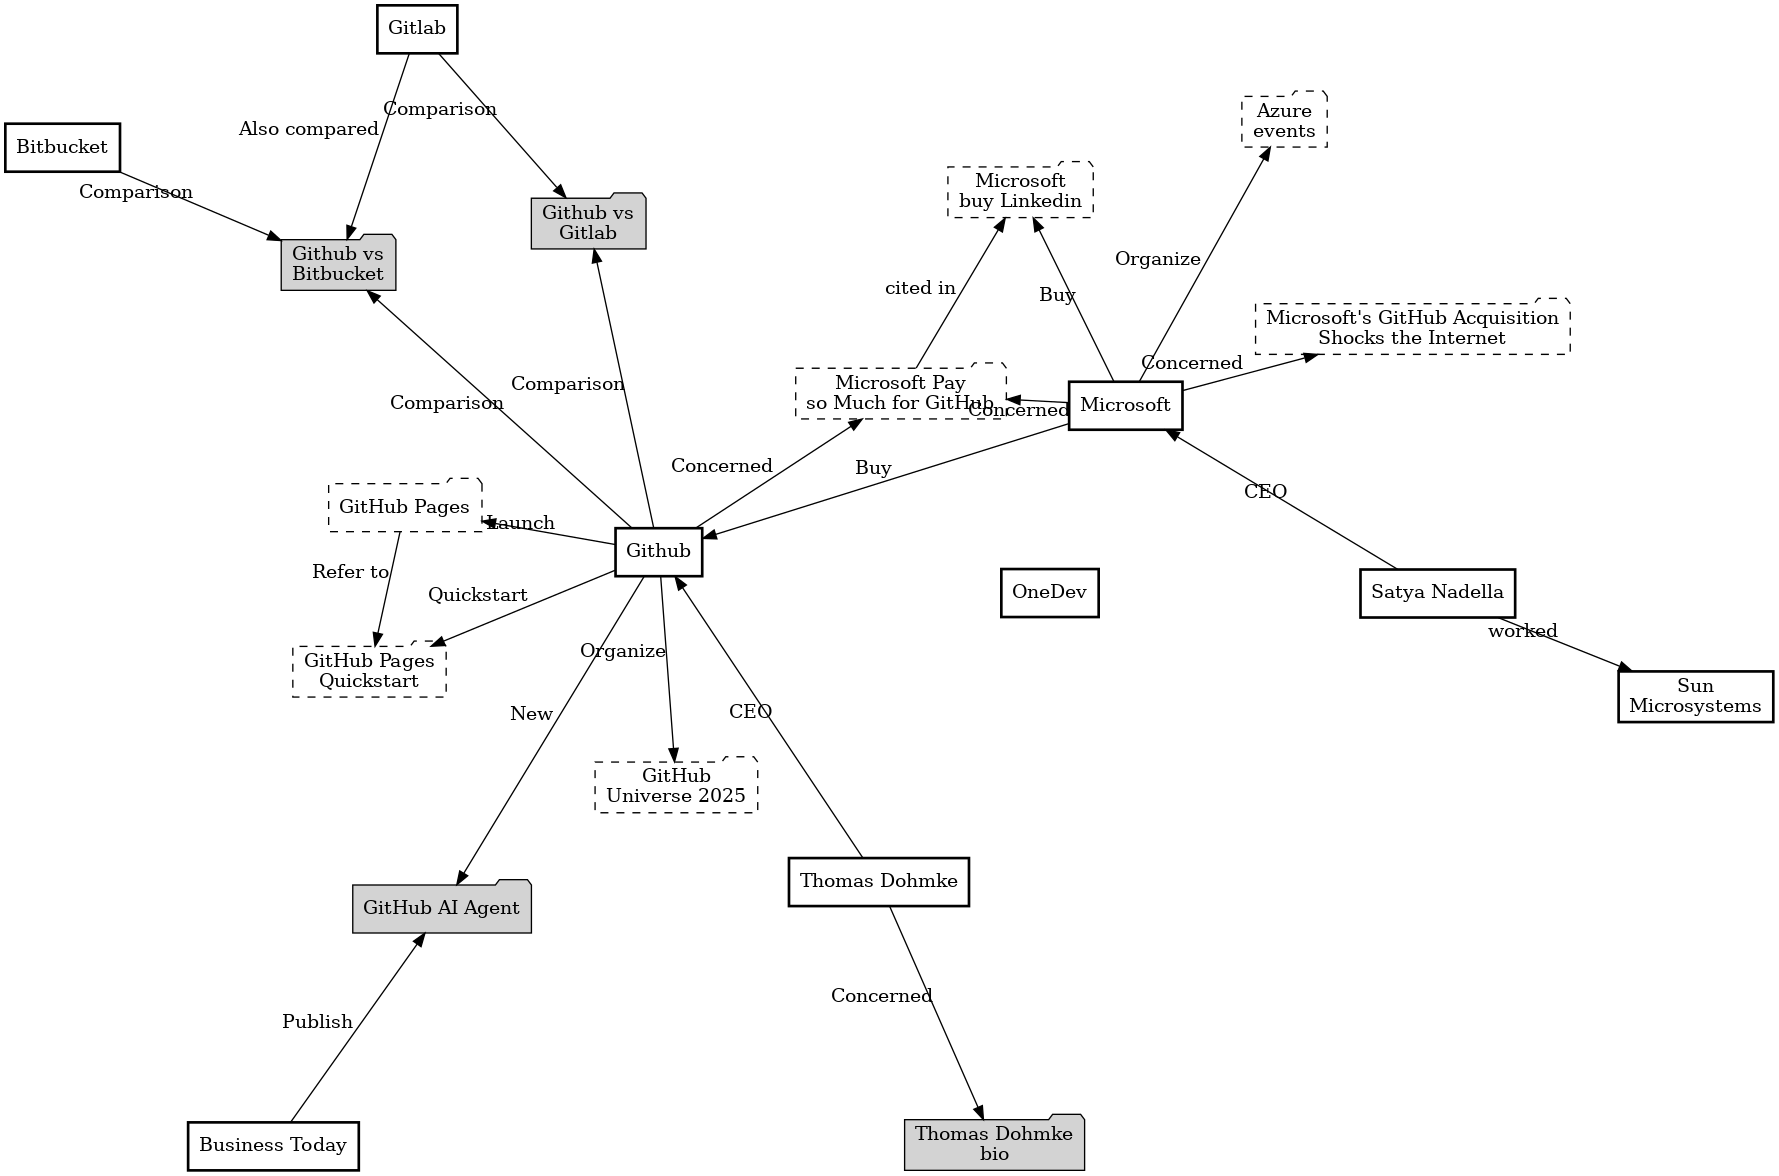 Gitlab
Azure
events
Also compared
Comparison
Bitbucket
Comparison
Microsoft
buy Linkedin
Github vs
Gitlab
Github vs
Bitbucket
Organize
cited in
Buy
Microsoft's GitHub Acquisition
Shocks the Internet
Concerned
Comparison
Comparison
Microsoft Pay
so Much for GitHub
Concerned
Microsoft
Concerned
Buy
CEO
GitHub Pages
Launch
Github
Refer to
Quickstart
OneDev
Satya Nadella
worked
Organize
GitHub Pages
Quickstart
Sun
Microsystems
New
CEO
GitHub
Universe 2025
Thomas Dohmke
GitHub AI Agent
Concerned
Publish
Business Today
Thomas Dohmke
bio